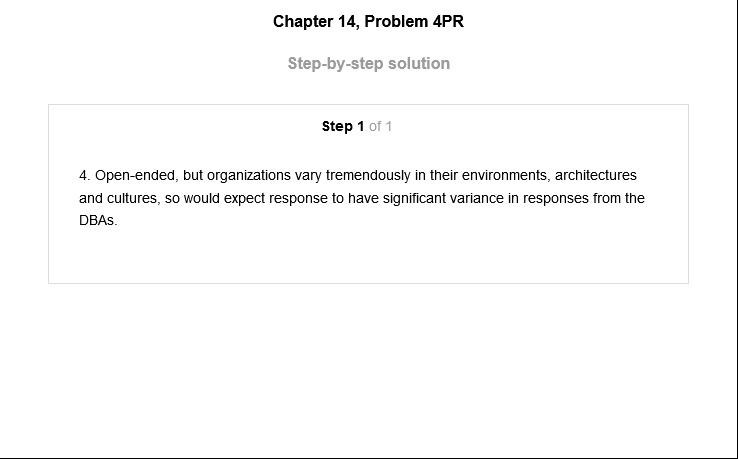 Chapter 14, Problem 4PR
Step-by-step solution
Step 1 of 1
4. Open-ended, but organizations vary tremendously in their environments, architectures
and cultures, so would expect response to have significant variance in responses from the
DBAs.